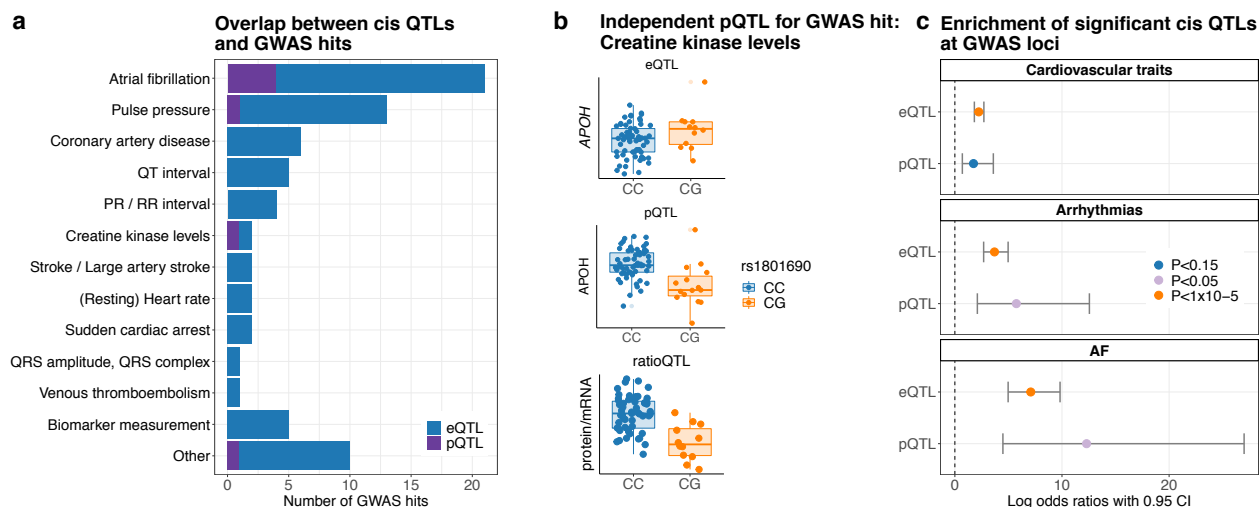 a
Overlap between cis QTLs
and GWAS hits
Atrial fibrillation
Pulse pressure
Coronary artery disease
QT interval
PR / RR interval
Creatine kinase levels
Stroke / Large artery stroke
(Resting) Heart rate
Sudden cardiac arrest
QRS amplitude, QRS complex
Venous thromboembolism
Biomarker measurement
Other
eQTL
pQTL
0
5
10
15
20
Number of GWAS hits
b
Independent pQTL for GWAS hit:
Creatine kinase levels
eQTL
APOH
CC
CG
pQTL
APOH
CC
CG
rs1801690
CC
CG
ratioQTL
protein/mRNA
CC
CG
c
Enrichment of significant cis QTLs
at GWAS loci
Cardiovascular traits
eQTL
pQTL
Arrhythmias
eQTL
pQTL
P<0.15
P<0.05
P<1x10−5
AF
eQTL
pQTL
0
10
20
Log odds ratios with 0.95 CI